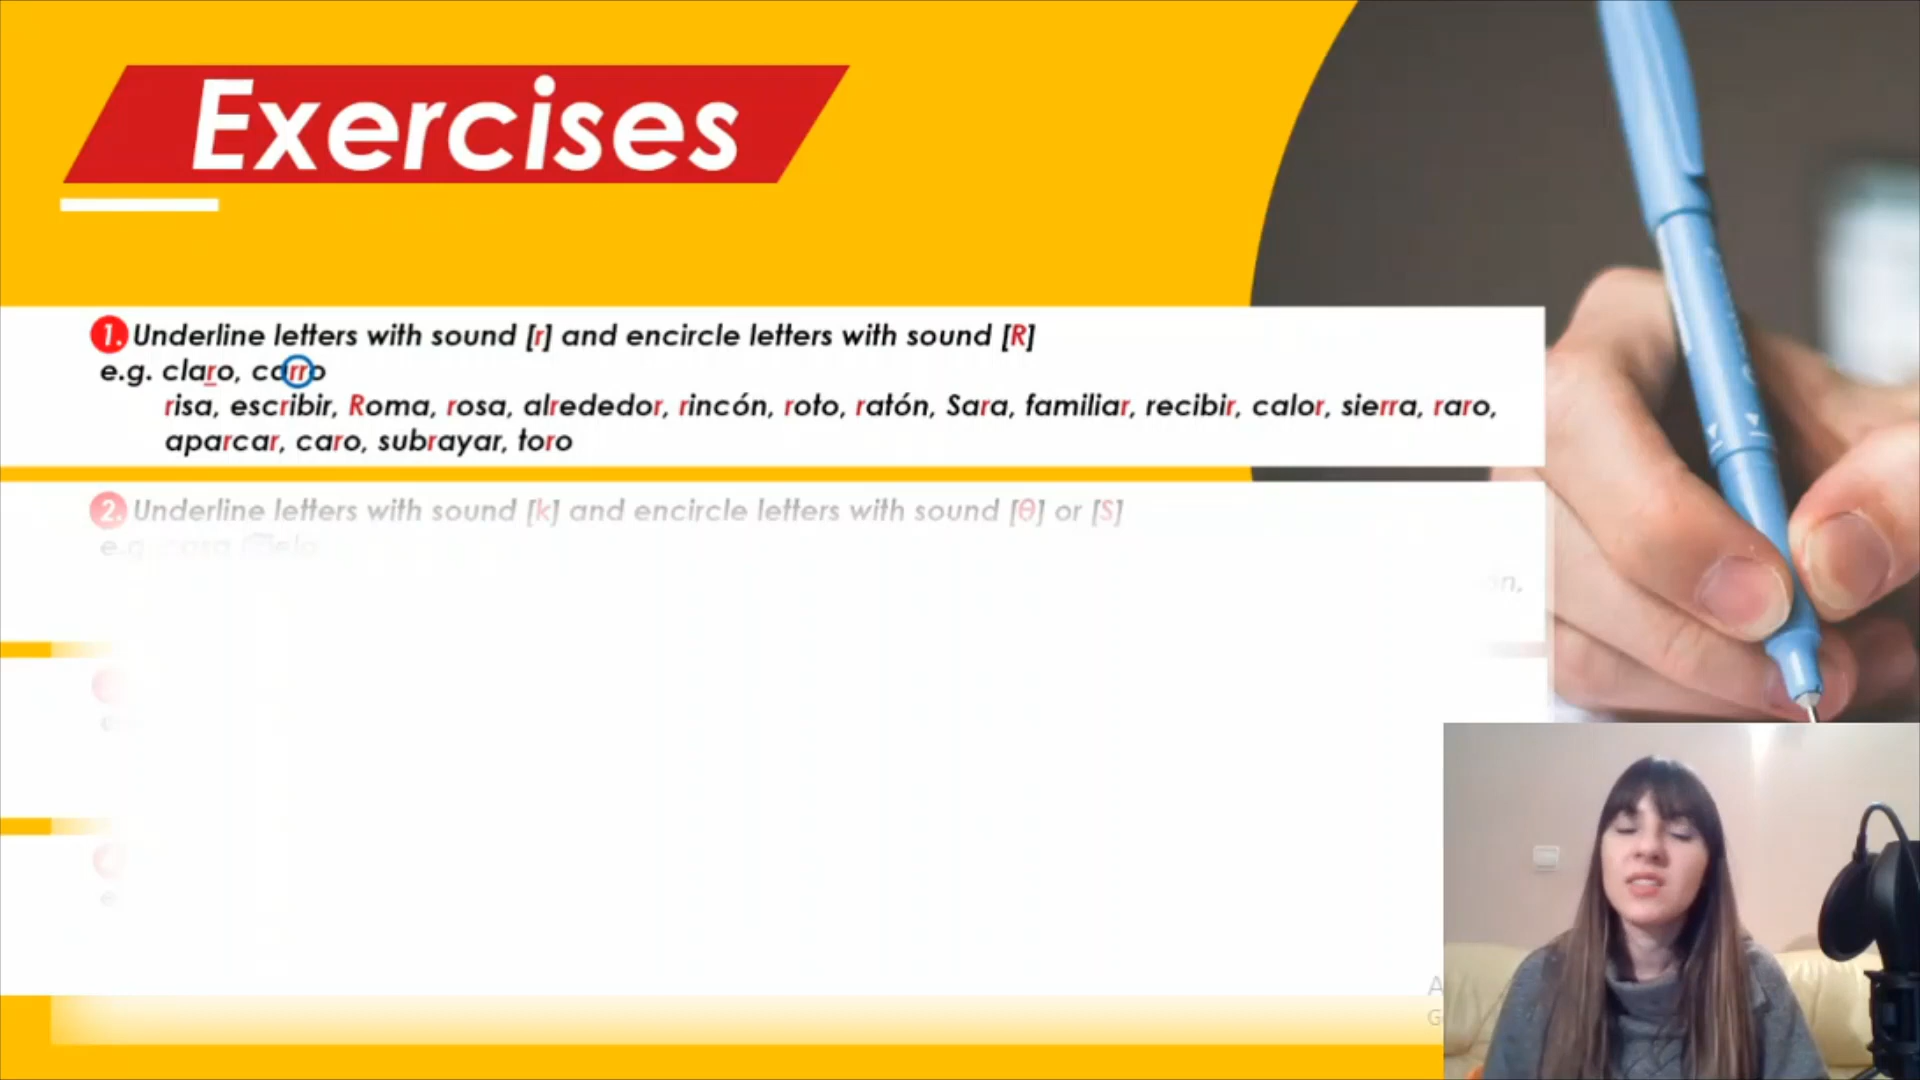 Exercises
1. Underline letters with sound [r] and encircle letters with sound [R]
e.g. claro, carro
risa, escribir, Roma, rosa, alrededor, rincón, roto, ratón, Sara, familiar, recibir, calor, sierra, raro,
aparcar, caro, subrayar, toro
2. Underline letters with sound [k] and encircle letters with sound [θ] or [S]
e.g. casa